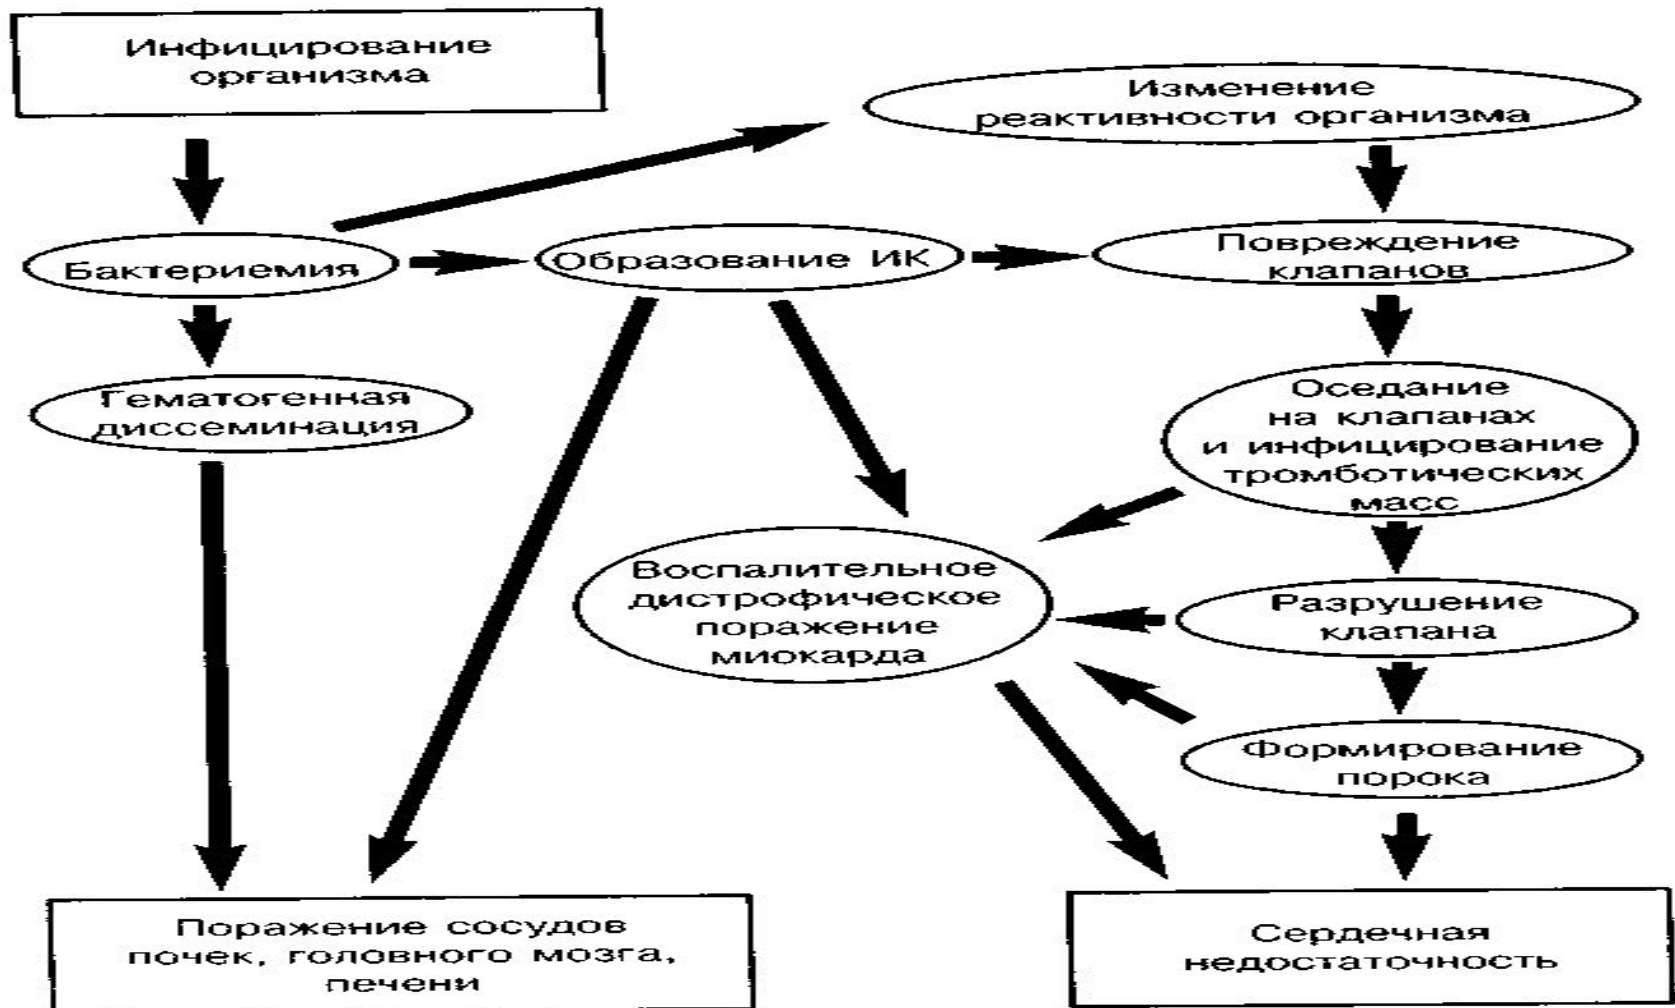 Инфицирование
организма
Изменение
реактивности организма
Бактериемия
Образование ИК
Повреждение
клапанов
Гематогенная
диссеминация
Оседание
на клапанах
и инфицирование
тромботических
масс
Воспалительное
дистрофическое
поражение
миокарда
Разрушение
клапана
Формирование
порока
Поражение сосудов
почек, головного мозга,
печени
Сердечная
недостаточность